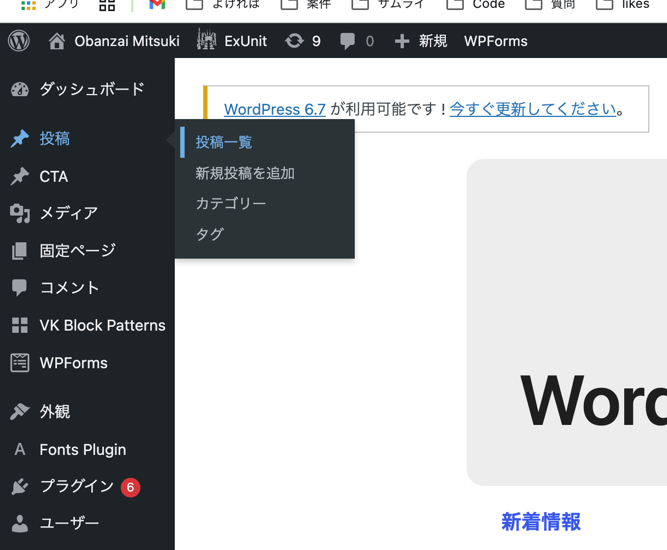 アプリ よければ 案件 サムライ Code 質問 likes
Obanzai Mitsuki ExUnit 9 0 新規 WPForms
ダッシュボード
WordPress 6.7 が利用可能です ! 今すぐ更新してください。
投稿
投稿一覧
新規投稿を追加
カテゴリー
タグ
CTA
メディア
固定ページ
コメント
VK Block Patterns
WPForms
外観
Fonts Plugin
プラグイン 6
ユーザー
Word
新着情報